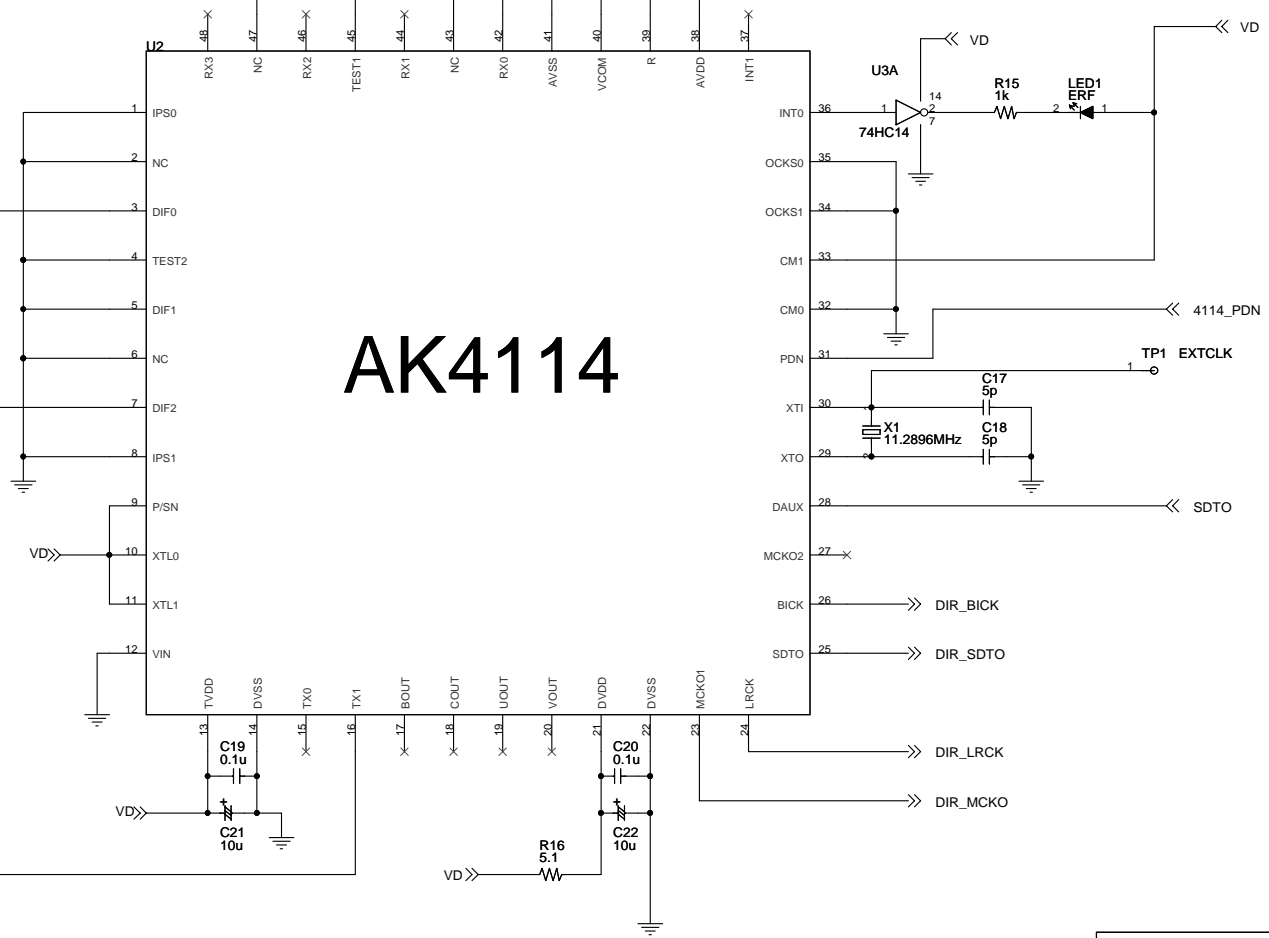 U2
48 47 46 45 44 43 42 41 40 39 38 37
RX3 NC RX2 TEST1 RX1 NC RX0 AVSS VCOM R AVDD INT1
VD
VD
U3A
14
1 2
7
74HC14
R15
1k
LED1
ERF
2 1
1 IPS0
INT0 36
2 NC
OCKS0 35
3 DIF0
OCKS1 34
4 TEST2
CM1 33
5 DIF1
CM0 32
4114_PDN
AK4114
6 NC
PDN 31
TP1 EXTCLK
1
7 DIF2
XTI 30
C17
5p
X1
11.2896MHz
2
C18
5p
8 IPS1
XTO 29
9 P/SN
DAUX 28
SDTO
VD
10 XTL0
MCKO2 27
11 XTL1
BICK 26
DIR_BICK
12 VIN
SDTO 25
DIR_SDTO
TVDD DVSS TX0 TX1 BOUT COUT UOUT VOUT DVDD DVSS MCKO1 LRCK
13 14 15 16 17 18 19 20 21 22 23 24
C19
0.1u
C20
0.1u
DIR_LRCK
DIR_MCKO
VD
+
C21
10u
+
C22
10u
R16
5.1
VD